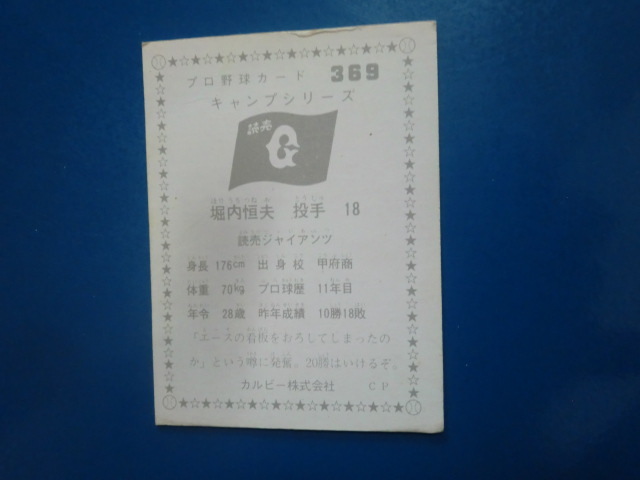 プロ野球カード 369
キャンプシリーズ
読売
G
堀内恒夫 投手 18
読売ジャイアンツ
身長 176cm 出身校 甲府商
体重 70kg プロ球歴 11年目
年令 28歳 昨年成績 10勝18敗
「エースの看板をおろしてしまったの
か」という噂に発奮。20勝はいけるぞ。
カルビー株式会社 CP